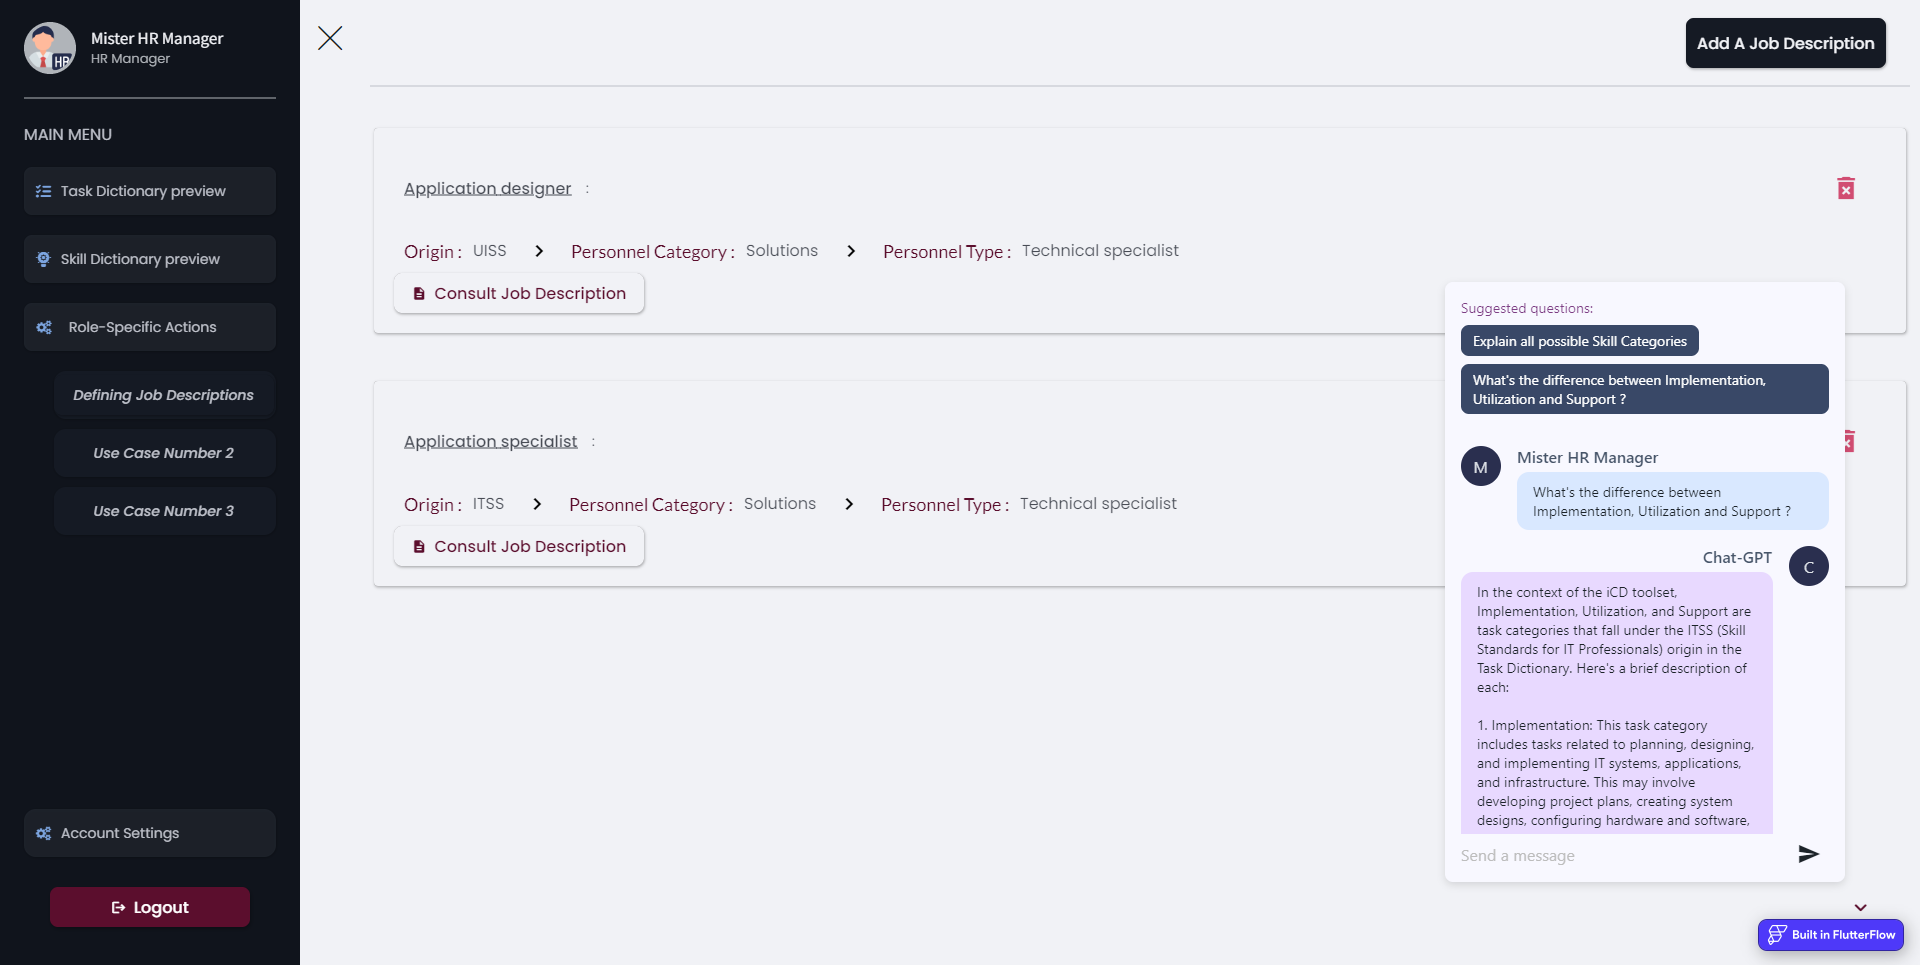 Mister HR Manager
HR Manager
HR
MAIN MENU
Task Dictionary preview
Skill Dictionary preview
Role-Specific Actions
Defining Job Descriptions
Use Case Number 2
Use Case Number 3
Account Settings
Logout
Add A Job Description
Application designer :
Origin : UISS Personnel Category : Solutions Personnel Type : Technical specialist
Consult Job Description
Application specialist :
Origin : ITSS Personnel Category : Solutions Personnel Type : Technical specialist
Consult Job Description
Suggested questions:
Explain all possible Skill Categories
What's the difference between Implementation,
Utilization and Support ?
M
Mister HR Manager
What's the difference between
Implementation, Utilization and Support ?
Chat-GPT
C
In the context of the iCD toolset,
Implementation, Utilization, and Support are
task categories that fall under the ITSS (Skill
Standards for IT Professionals) origin in the
Task Dictionary. Here's a brief description of
each:
1. Implementation: This task category
includes tasks related to planning, designing,
and implementing IT systems, applications,
and infrastructure. This may involve
developing project plans, creating system
designs, configuring hardware and software,
Send a message
Built in FlutterFlow